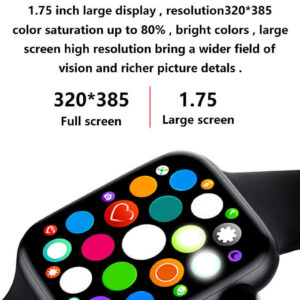 1.75 inch large display , resolution320*385
color saturation up to 80% , bright colors , large
screen high resolution bring a wider field of
vision and richer picture detals .
320*385
1.75
Full screen
Large screen